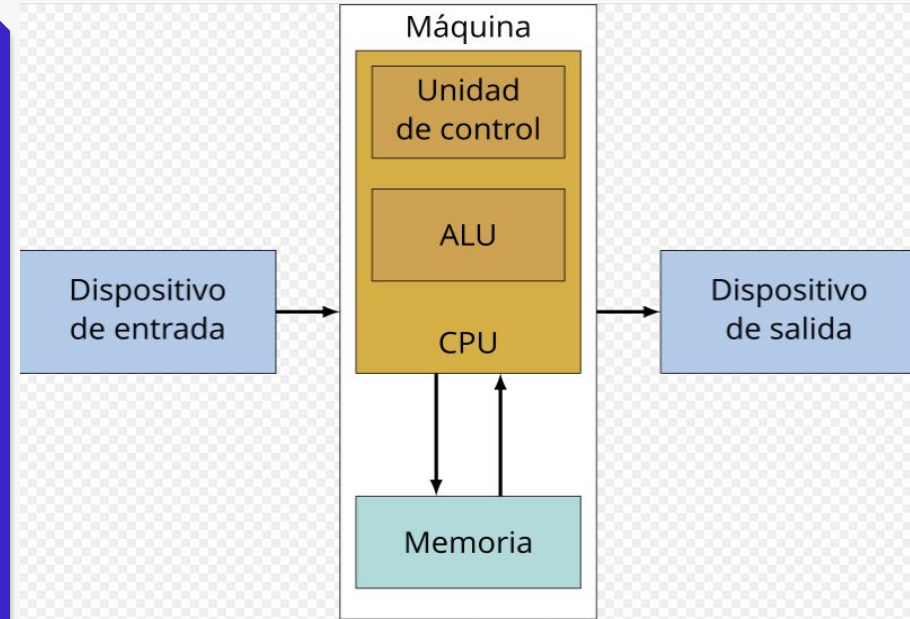 Máquina
Unidad
de control
ALU
CPU
Dispositivo
de entrada
Dispositivo
de salida
Memoria